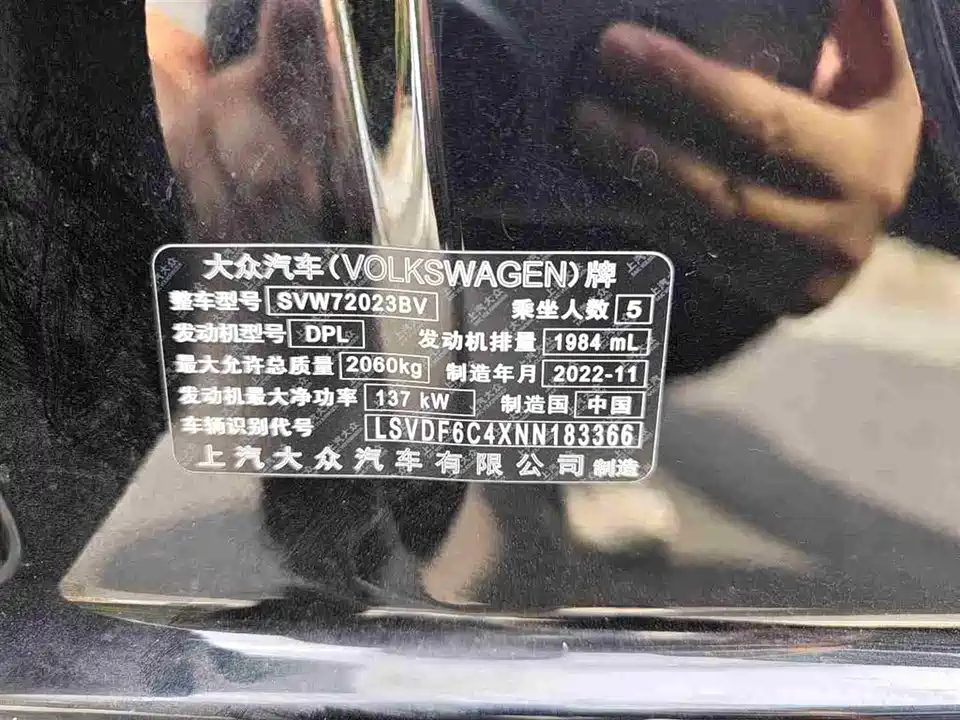 大众汽车(VOLKSWAGEN)牌
整车型号 SVW72023BV 乘坐人数 5
发动机型号 DPL 发动机排量 1984 mL
最大允许总质量 2060kg 制造年月 2022-11
发动机最大净功率 137 kW 制造国 中国
车辆识别代号 LSVDF6C4XNN183366
上汽大众汽车有限公司 制造